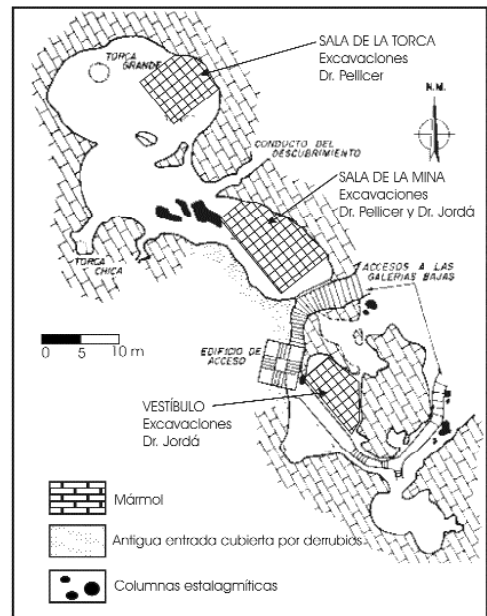 SALA DE LA TORCA
Excavaciones
Dr. Pellicer
TORCA
GRANDE
N.M.
CONDUCTO DEL
DESCUBRIMIENTO
SALA DE LA MINA
Excavaciones
Dr. Pellicer y Dr. Jordá
TORCA
CHICA
ACCESOS A LAS
GALERIAS BAJAS
0 5 10 m
EDIFICIO DE
ACCESO
VESTÍBULO
Excavaciones
Dr. Jordá
Mármol
Antigua entrada cubierta por derrubios
Columnas estalagmíticas